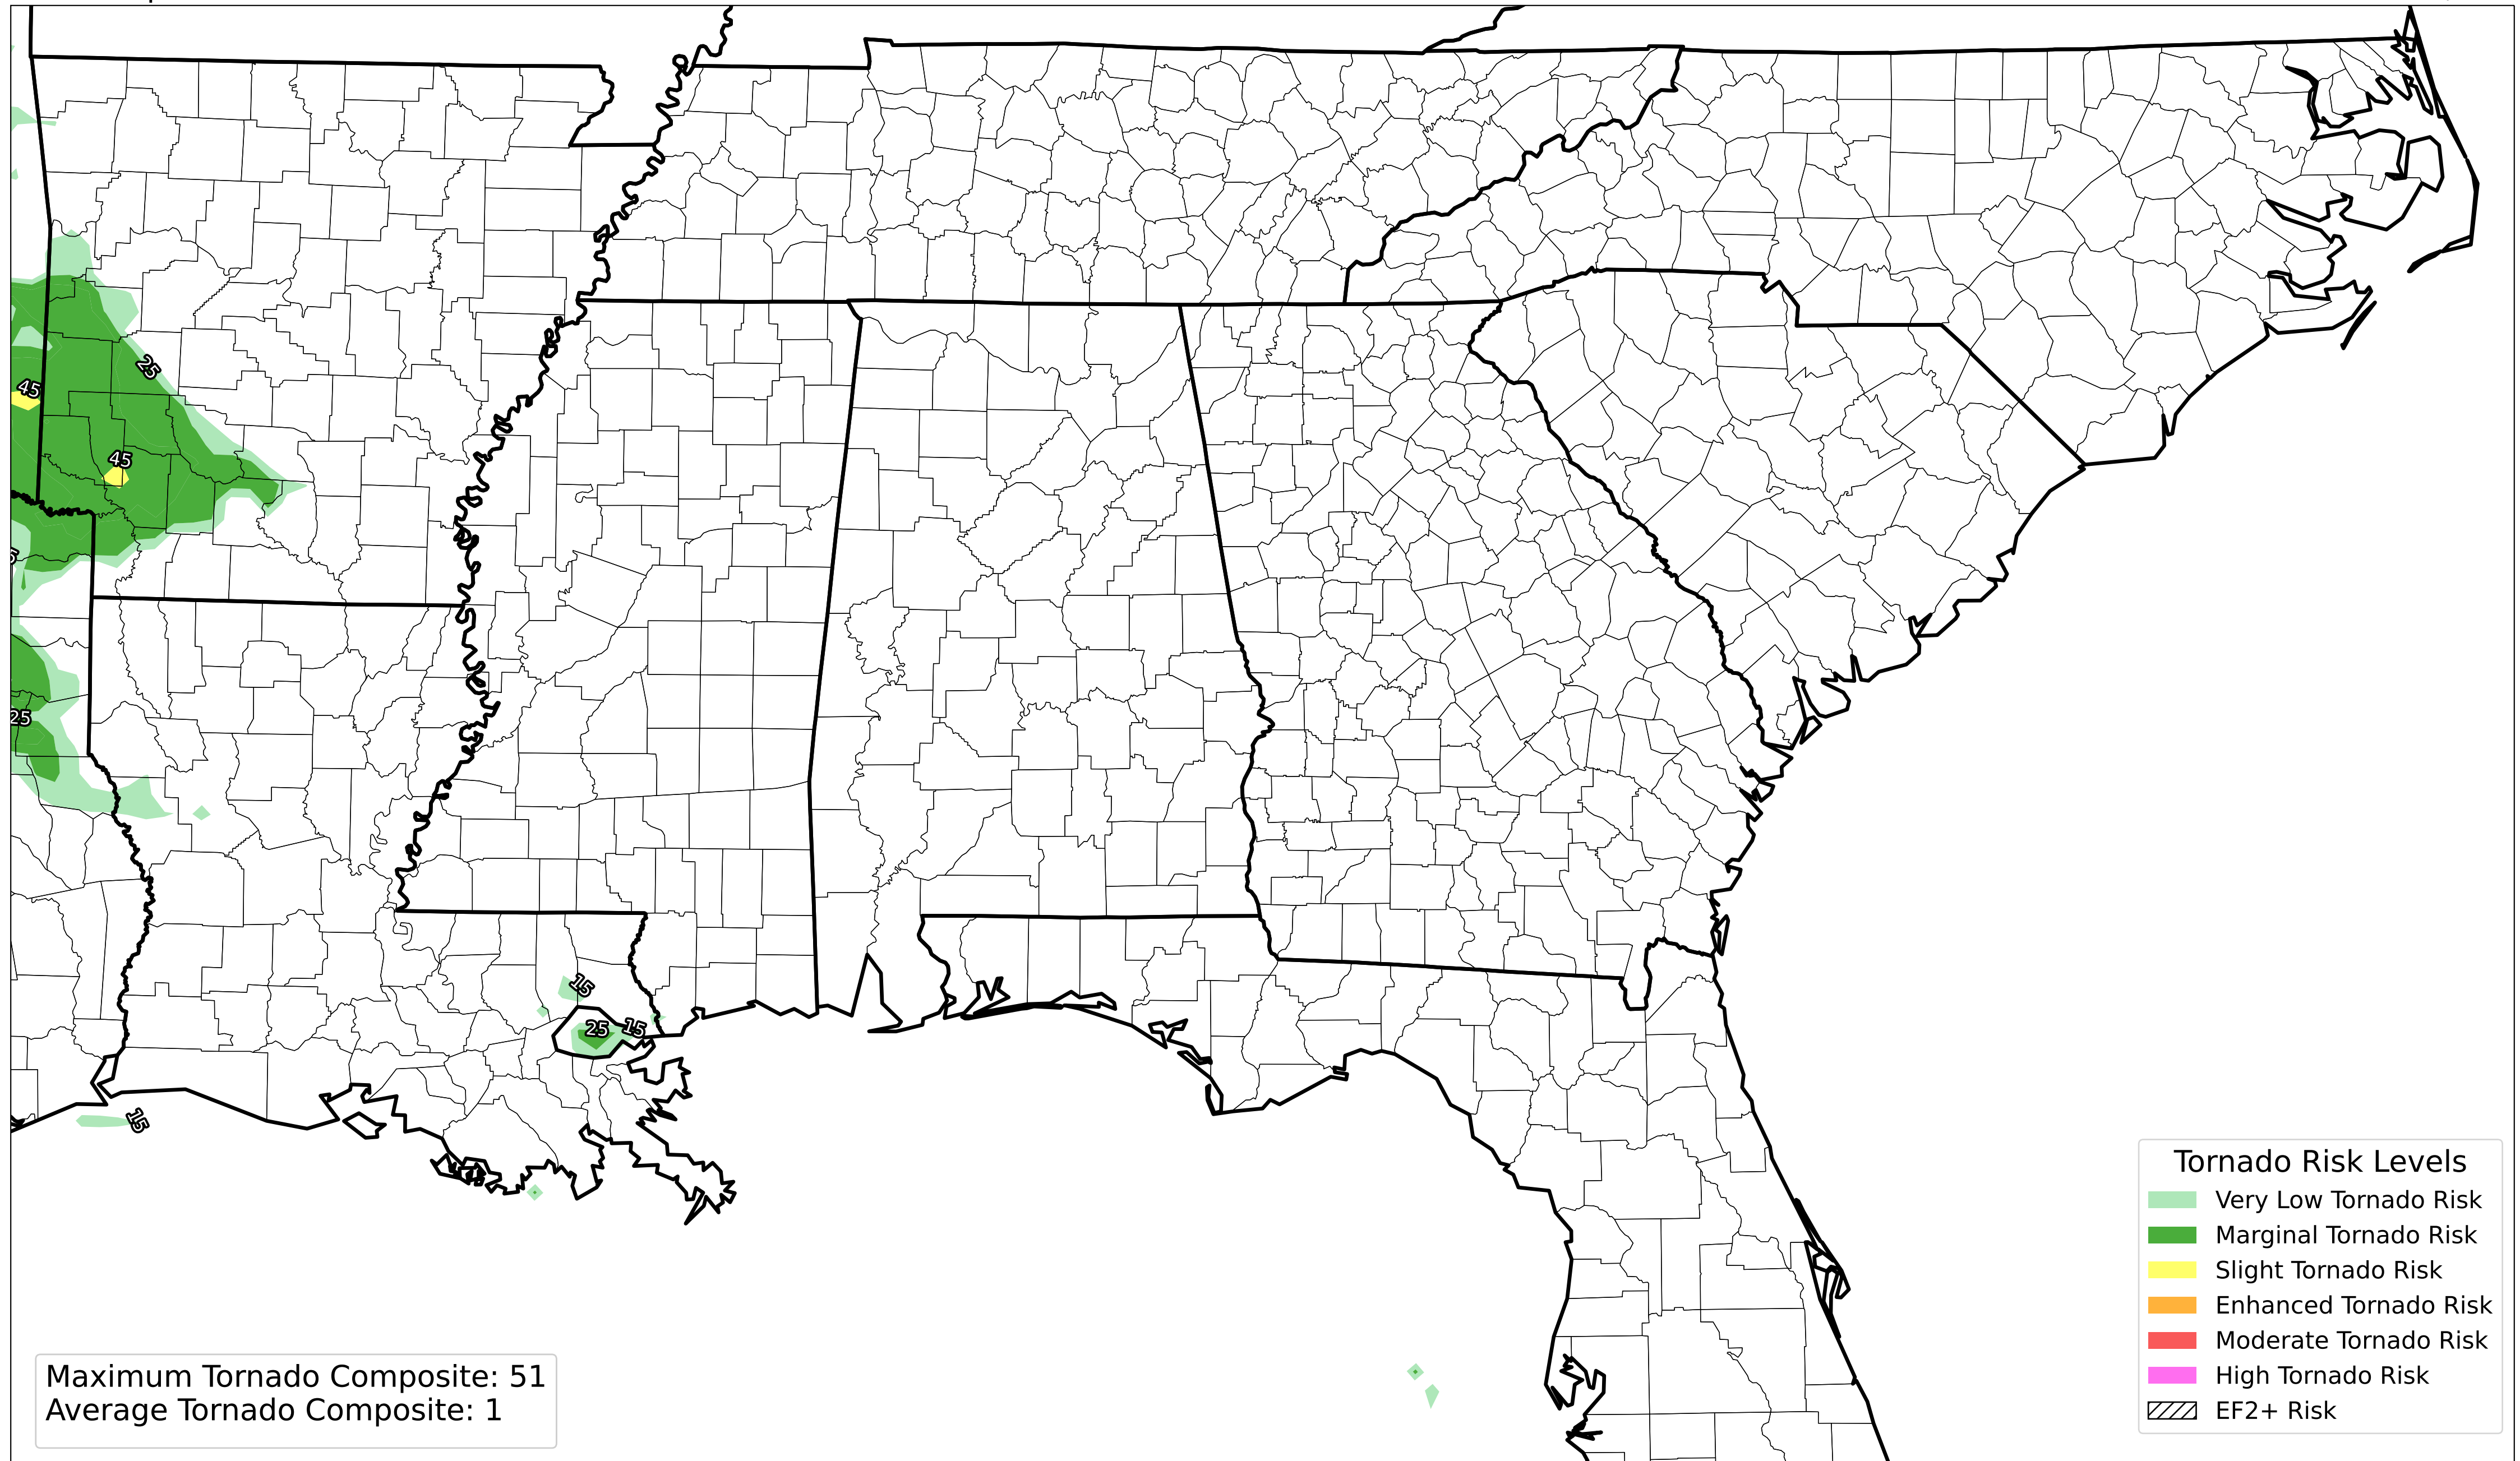 25
45
45
25
15
25
15
15
Tornado Risk Levels
Very Low Tornado Risk
Marginal Tornado Risk
Slight Tornado Risk
Enhanced Tornado Risk
Moderate Tornado Risk
High Tornado Risk
EF2+ Risk
Maximum Tornado Composite: 51
Average Tornado Composite: 1